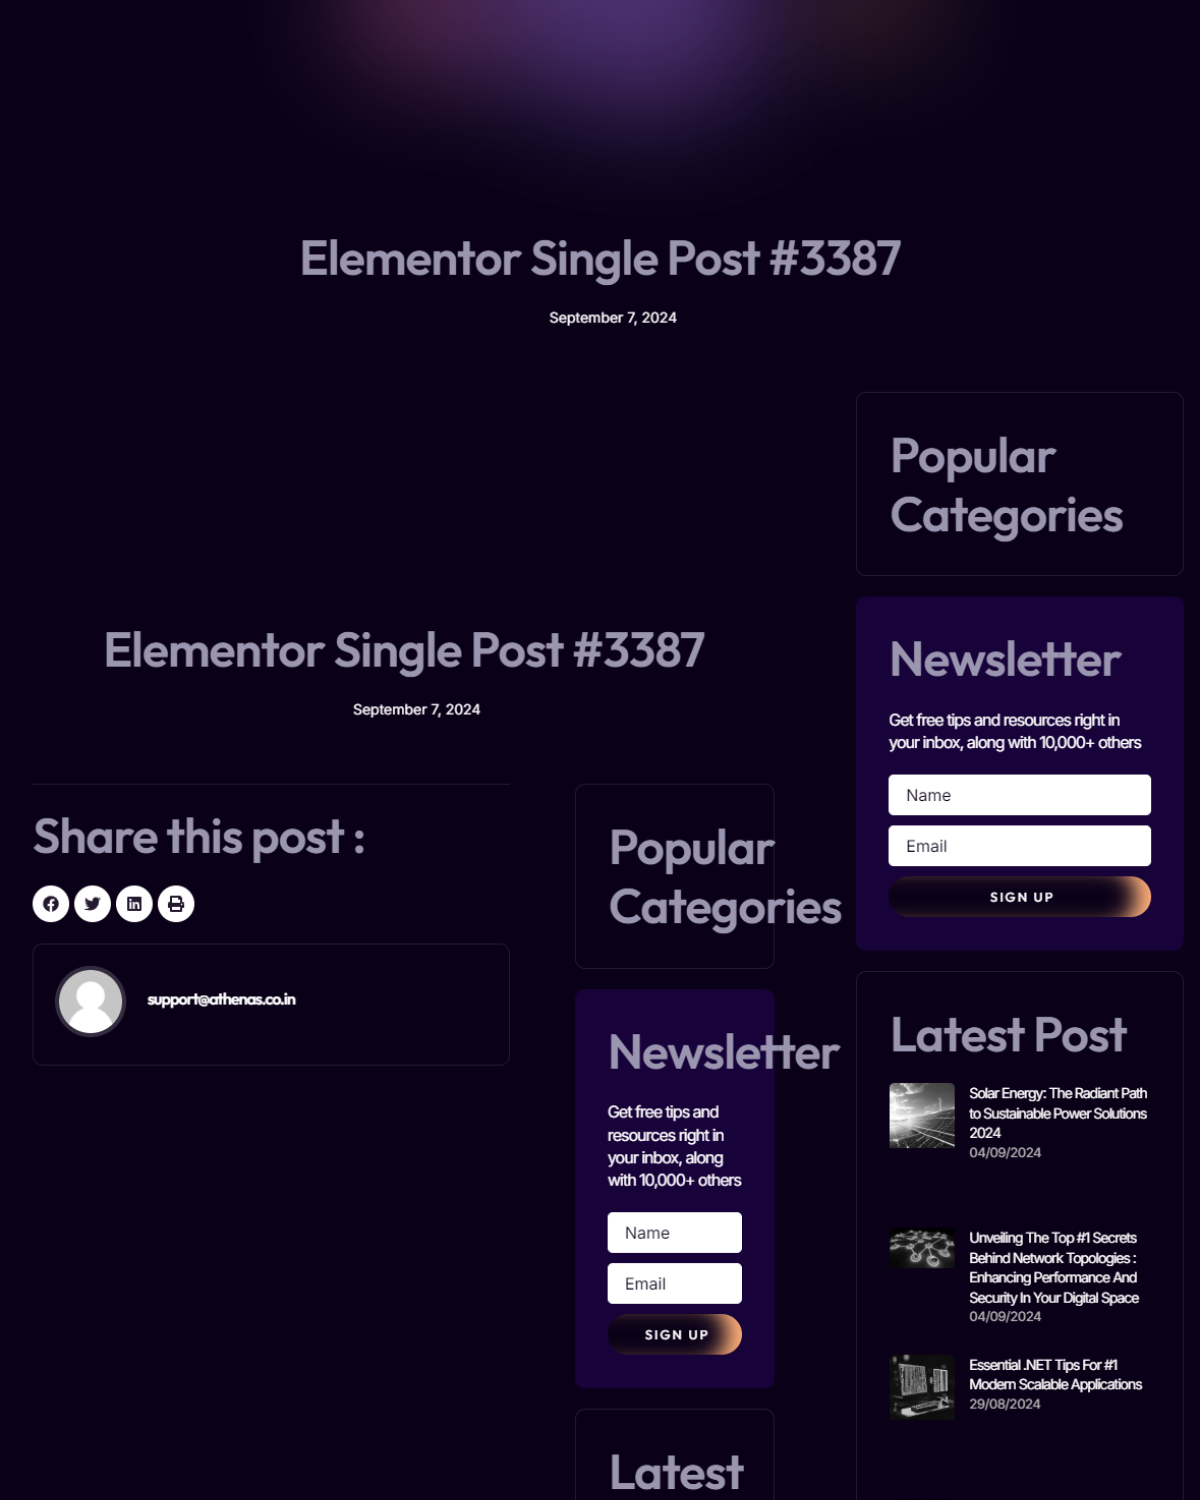 Elementor Single Post #3387
September 7, 2024
Elementor Single Post #3387
September 7, 2024
Share this post :
support@athenas.co.in
Popular
Categories
Newsletter
Get free tips and
resources right in
your inbox, along
with 10,000+ others
Name
Email
SIGN UP
Latest
Popular
Categories
Newsletter
Get free tips and resources right in
your inbox, along with 10,000+ others
Name
Email
SIGN UP
Latest Post
Solar Energy: The Radiant Path
to Sustainable Power Solutions
2024
04/09/2024
Unveiling The Top #1 Secrets
Behind Network Topologies :
Enhancing Performance And
Security In Your Digital Space
04/09/2024
Essential .NET Tips For #1
Modern Scalable Applications
29/08/2024